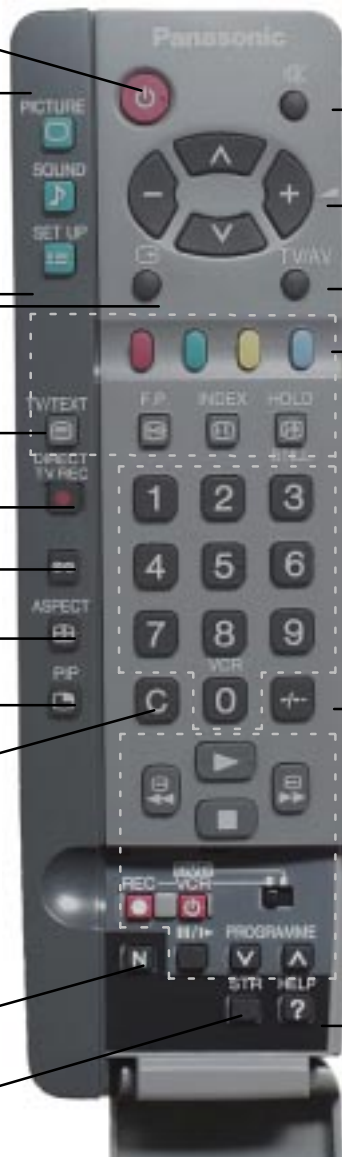 Panasonic
PICTURE
SOUND
SET UP
TV/AV
TV/TEXT
F.P.
INDEX
HOLD
DIRECT
TV REC
1 2 3
4 5 6
ASPECT
7 8 9
VCR
PIP
C 0 -/--
REC VCR
PROGRAMME
N
STR HELP
?